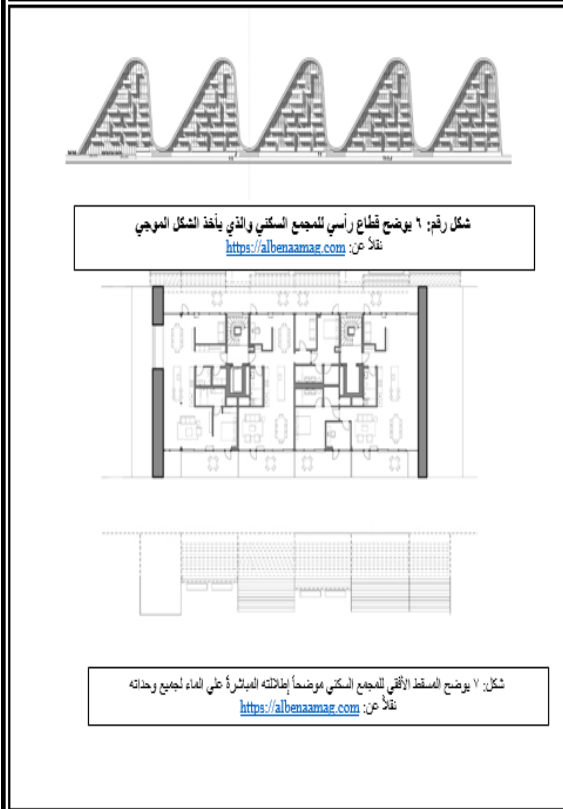 شكل رقم: ٦ يوضح قطاع رأسي للمجمع السكني والذي يأخذ الشكل الموجي
نقلاً عن: https://albenaamag.com
شكل: ٧ يوضح المسقط الأفقي للمجمع السكني موضحاً إطلالته المباشرة علي الماء لجميع وحداته
نقلاً عن: https://albenaamag.com